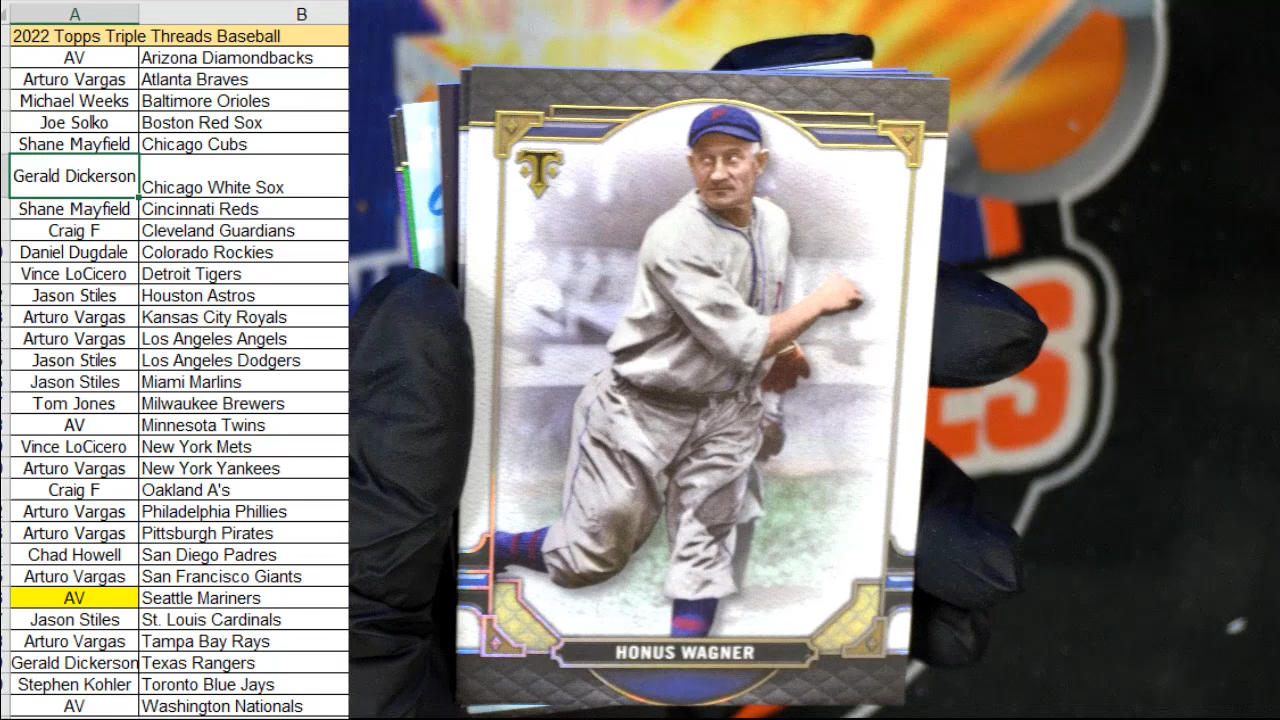 A B
2022 Topps Triple Threads Baseball
AV Arizona Diamondbacks
Arturo Vargas Atlanta Braves
Michael Weeks Baltimore Orioles
Joe Solko Boston Red Sox
Shane Mayfield Chicago Cubs
Gerald Dickerson Chicago White Sox
Shane Mayfield Cincinnati Reds
Craig F Cleveland Guardians
Daniel Dugdale Colorado Rockies
Vince LoCicero Detroit Tigers
Jason Stiles Houston Astros
Arturo Vargas Kansas City Royals
Arturo Vargas Los Angeles Angels
Jason Stiles Los Angeles Dodgers
Jason Stiles Miami Marlins
Tom Jones Milwaukee Brewers
AV Minnesota Twins
Vince LoCicero New York Mets
Arturo Vargas New York Yankees
Craig F Oakland A's
Arturo Vargas Philadelphia Phillies
Arturo Vargas Pittsburgh Pirates
Chad Howell San Diego Padres
Arturo Vargas San Francisco Giants
AV Seattle Mariners
Jason Stiles St. Louis Cardinals
Arturo Vargas Tampa Bay Rays
Gerald Dickerson Texas Rangers
Stephen Kohler Toronto Blue Jays
AV Washington Nationals
P
T
HONUS WAGNER